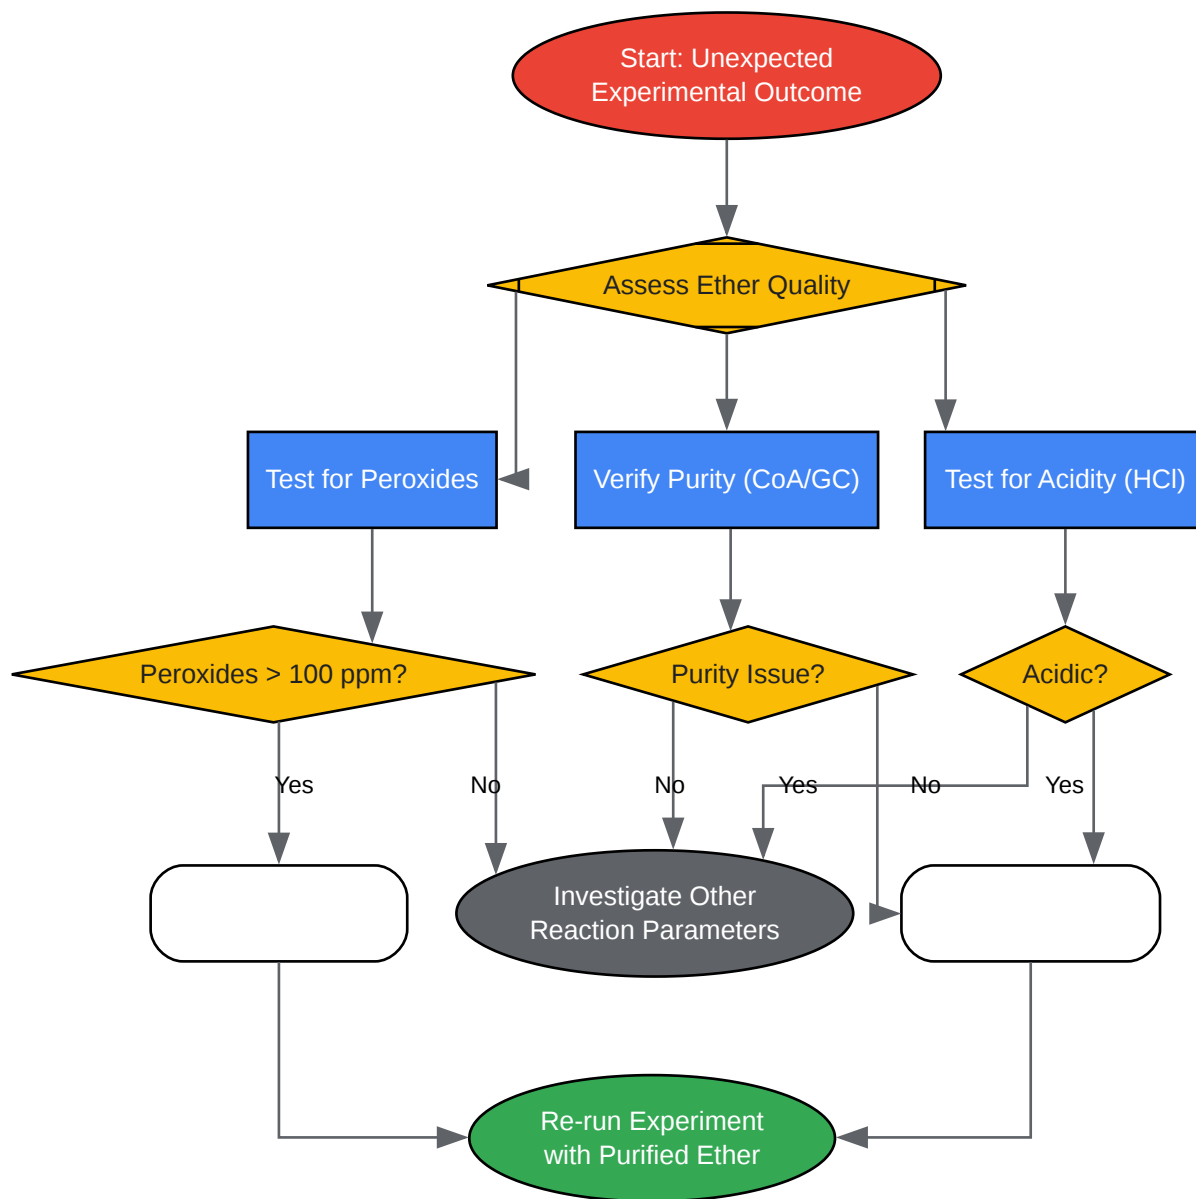 Start: Unexpected
Experimental Outcome
Assess Ether Quality
Test for Peroxides
Verify Purity (CoA/GC)
Test for Acidity (HCl)
Peroxides > 100 ppm?
Purity Issue?
Acidic?
Yes
No
No
Yes
No
Yes
Investigate Other
Reaction Parameters
Re-run Experiment
with Purified Ether